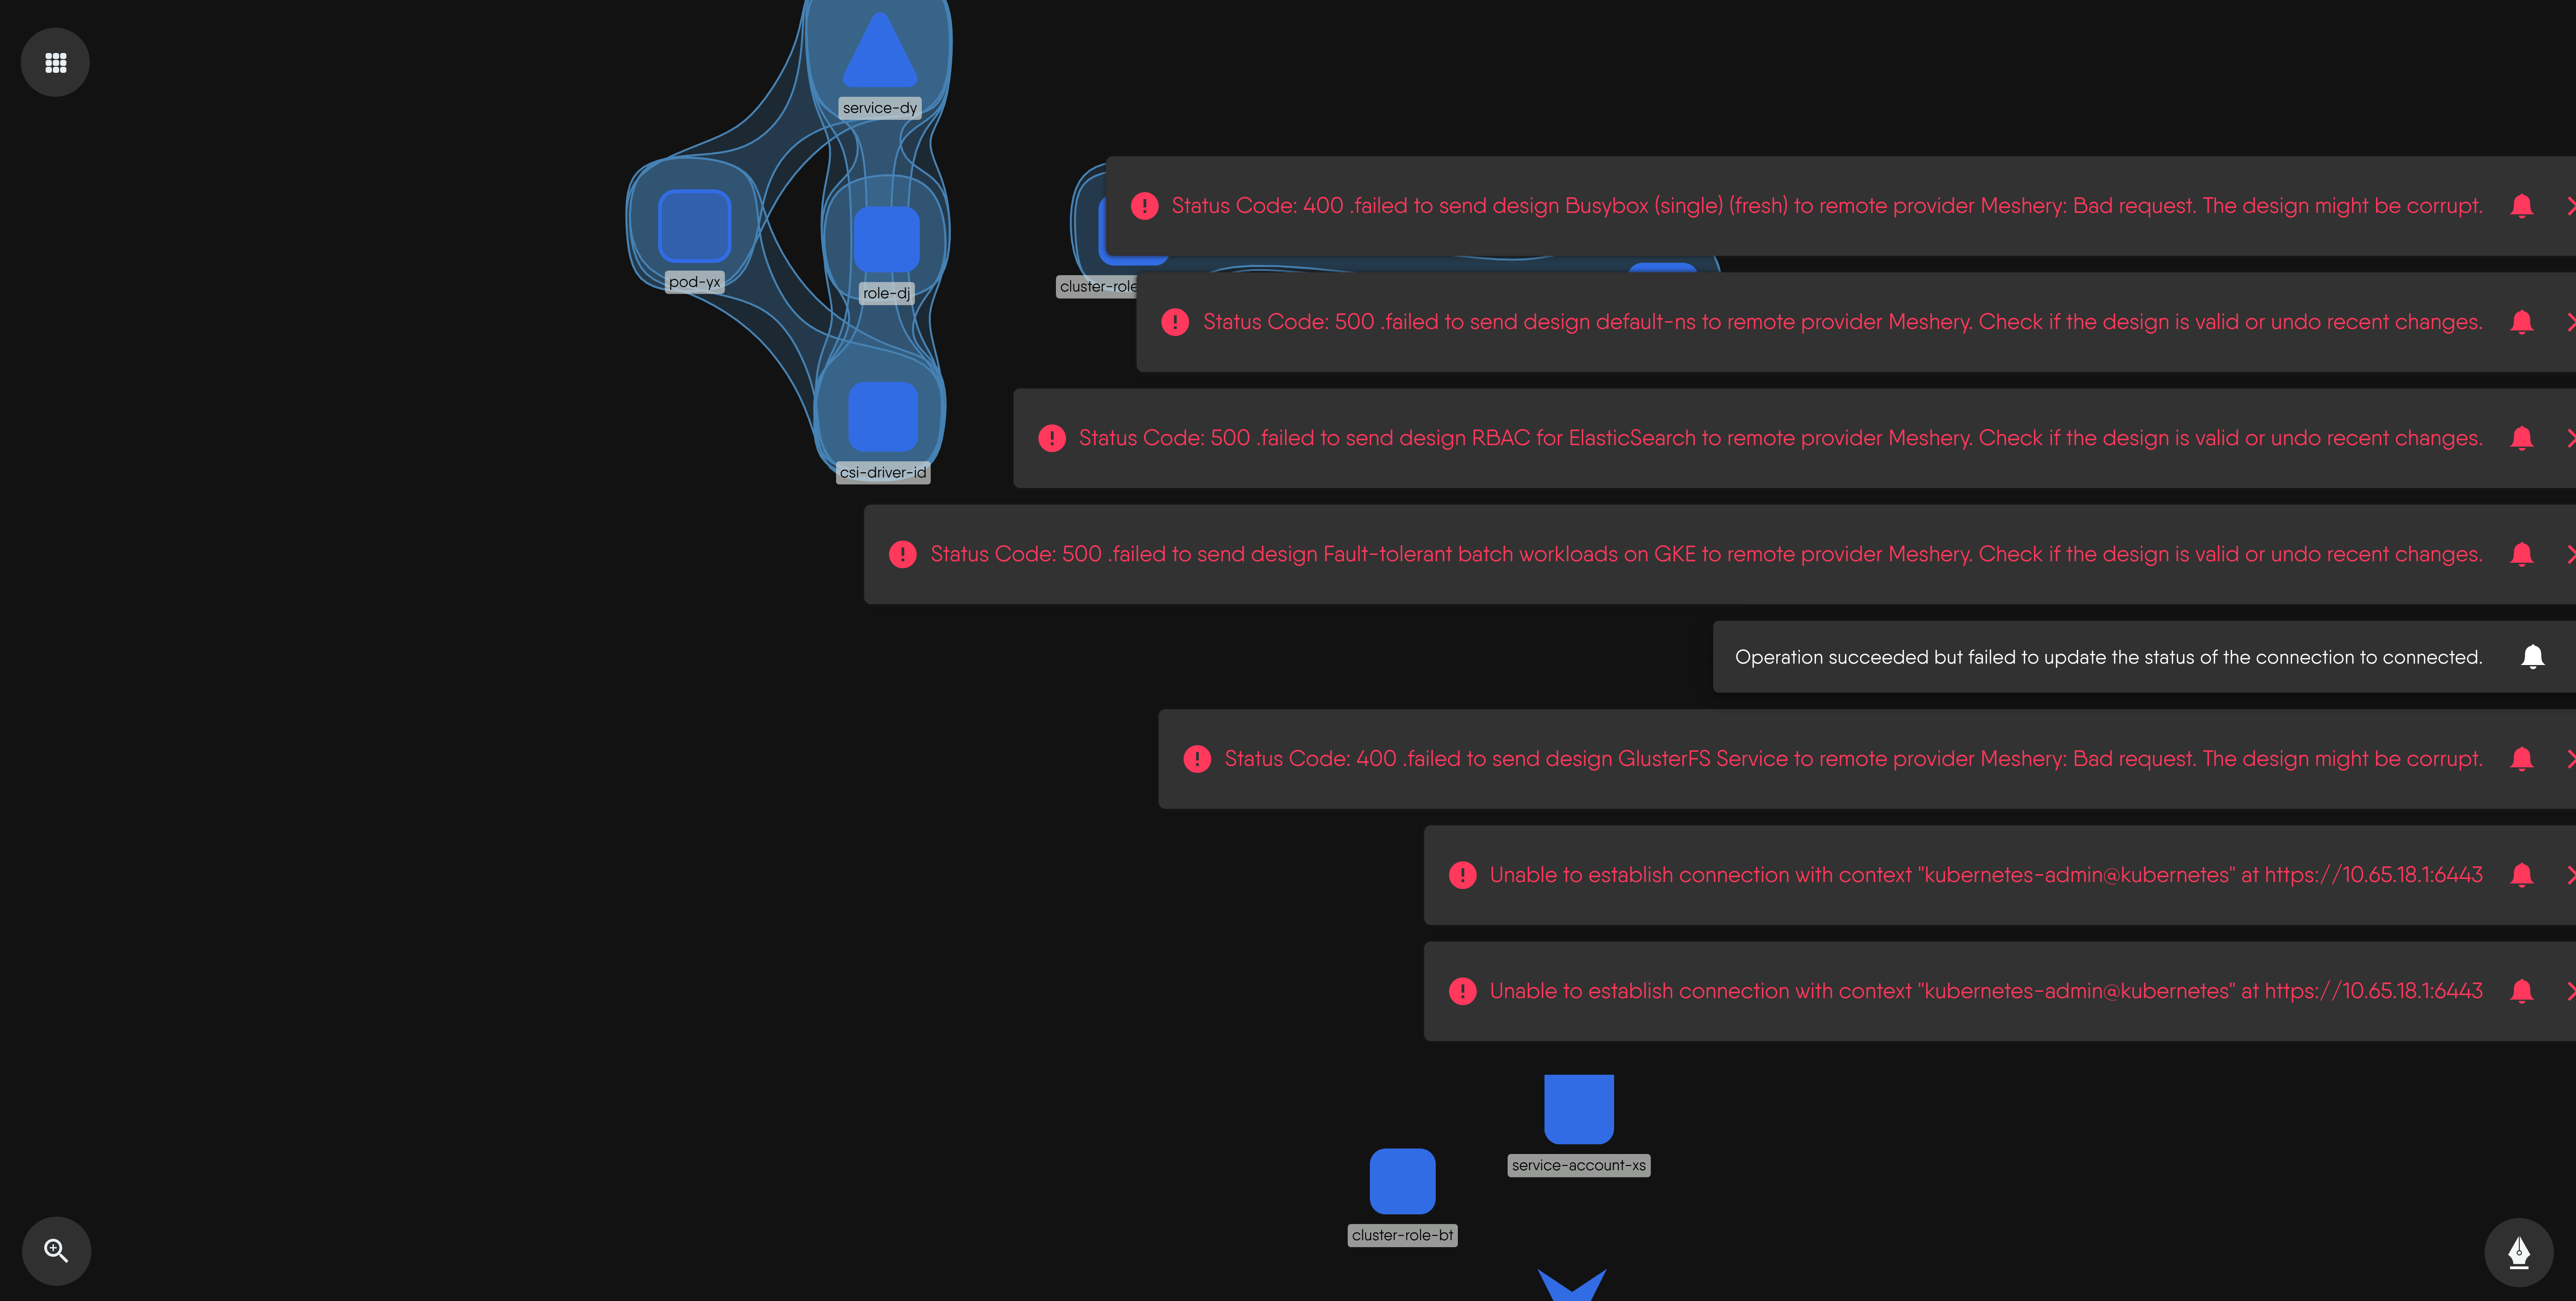 service-dy
Status Code: 400 .failed to send design Busybox (single) (fresh) to remote provider Meshery: Bad request. The design might be corrupt.
pod-yx
role-dj
cluster-role
Status Code: 500 .failed to send design default-ns to remote provider Meshery. Check if the design is valid or undo recent changes.
Status Code: 500 .failed to send design RBAC for ElasticSearch to remote provider Meshery. Check if the design is valid or undo recent changes.
csi-driver-id
Status Code: 500 .failed to send design Fault-tolerant batch workloads on GKE to remote provider Meshery. Check if the design is valid or undo recent changes.
Operation succeeded but failed to update the status of the connection to connected.
Status Code: 400 .failed to send design GlusterFS Service to remote provider Meshery: Bad request. The design might be corrupt.
Unable to establish connection with context "kubernetes-admin@kubernetes" at https://10.65.18.1:6443
Unable to establish connection with context "kubernetes-admin@kubernetes" at https://10.65.18.1:6443
service-account-xs
cluster-role-bt